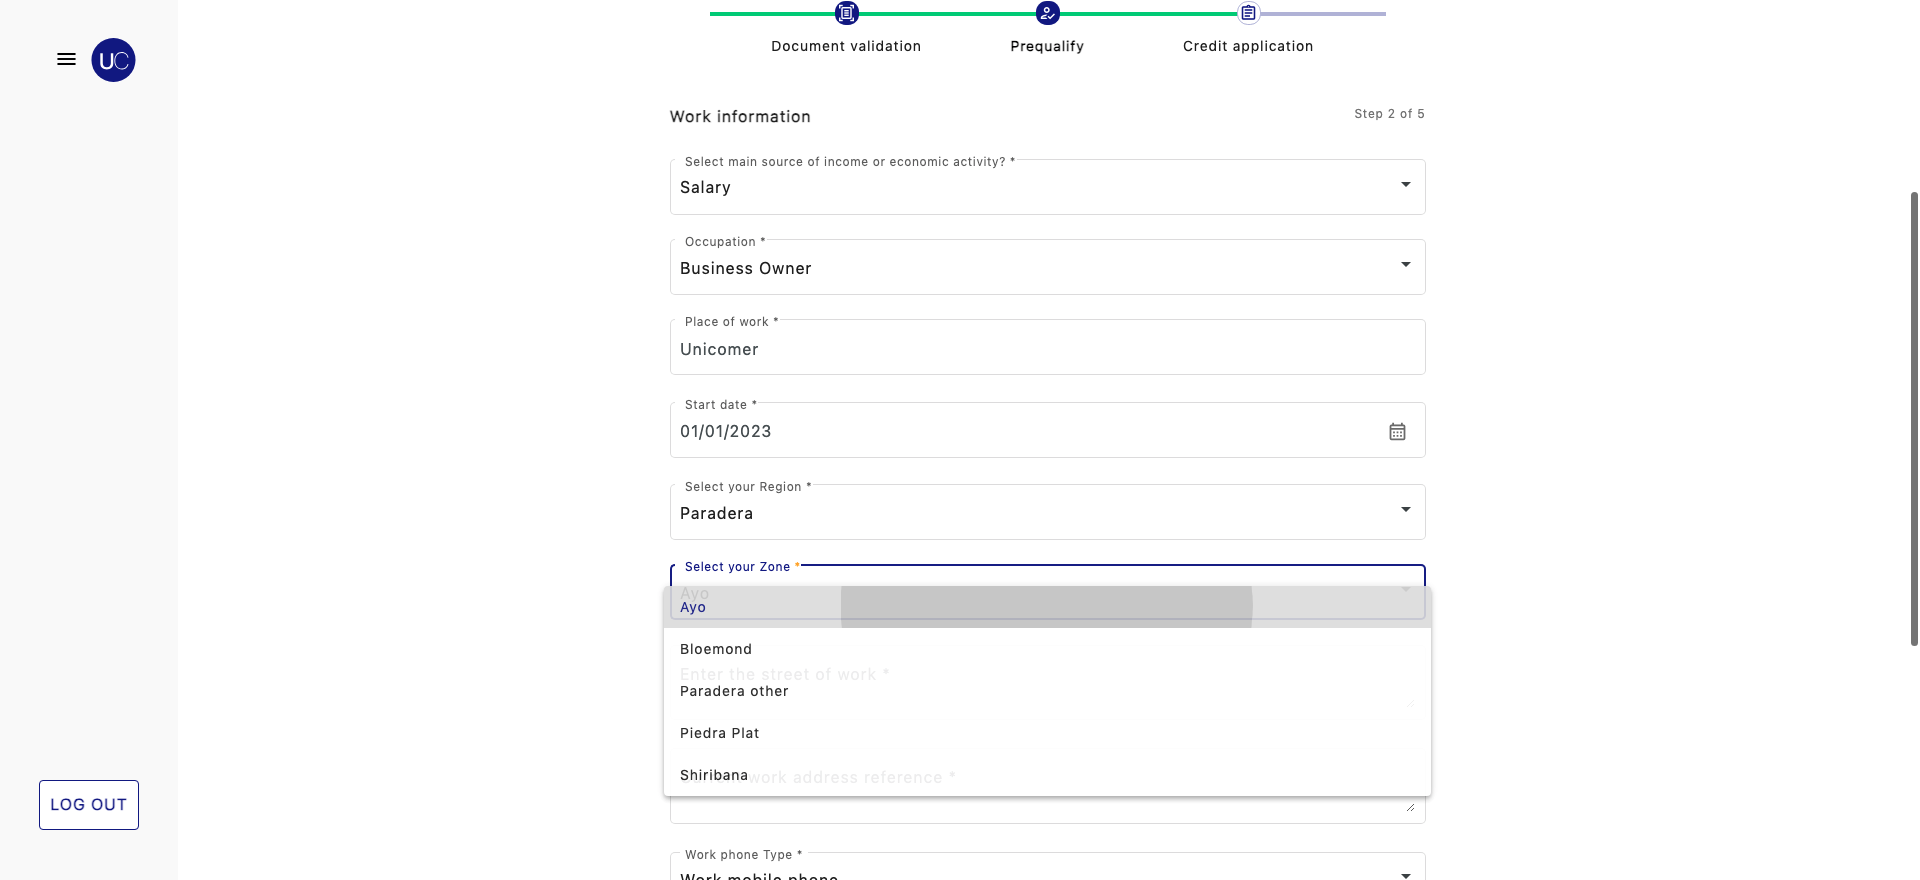 UC
Document validation
Prequalify
Credit application
Work information
Step 2 of 5
Select main source of income or economic activity? *
Salary
Occupation *
Business Owner
Place of work *
Unicomer
Start date *
01/01/2023
Select your Region *
Paradera
Select your Zone *
Ayo
Ayo
Bloemond
Enter the street of work *
Paradera other
Piedra Plat
Shiribana
work address reference *
LOG OUT
Work phone Type *
Work mobile phone